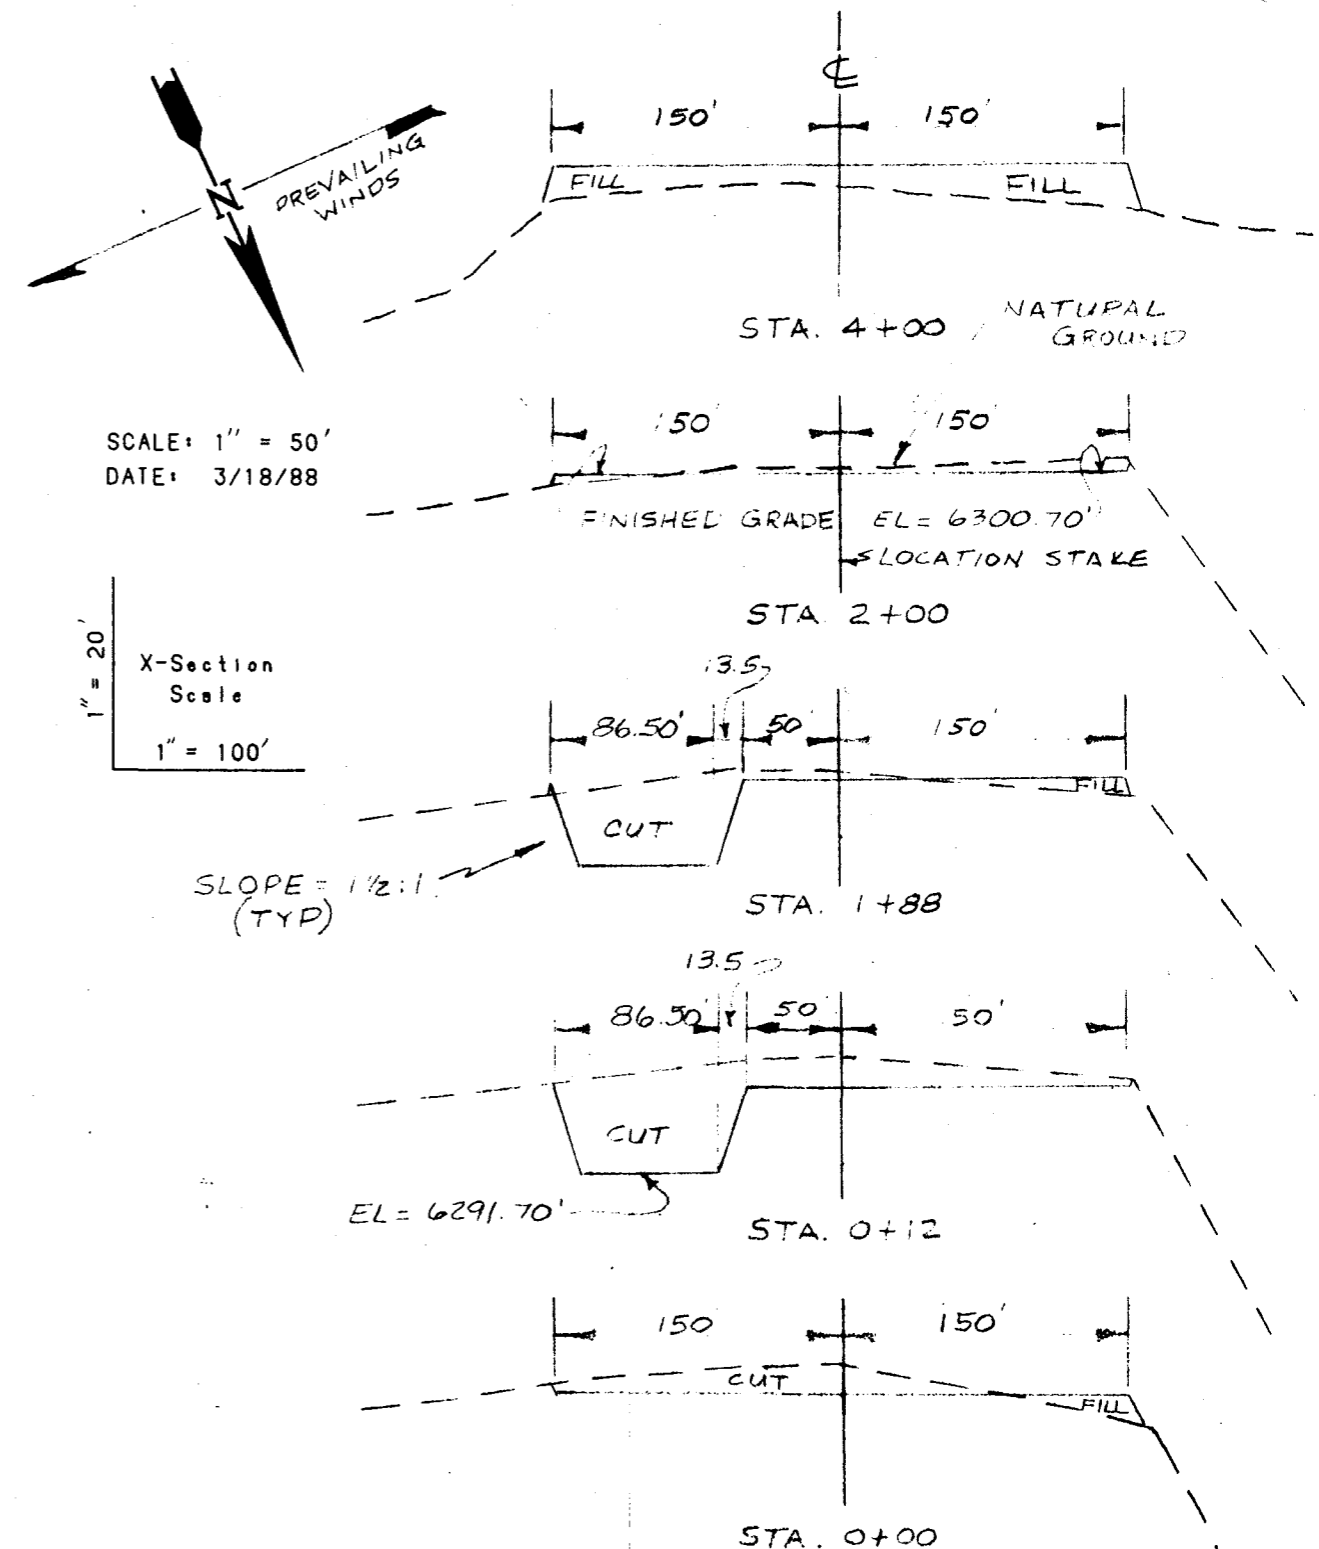 ℄
150' 150'
N
PREVAILING
WINDS
FILL FILL
STA. 4+00
NATURAL
GROUND
SCALE: 1" = 50'
DATE: 3/18/88
150' 150'
FINISHED GRADE EL = 6300.70'
LOCATION STAKE
STA. 2+00
1" = 20'
X-Section
Scale
1" = 100'
13.5
86.50' 50' 150'
FILL
CUT
SLOPE = 1 1/2:1
(TYP)
STA. 1+88
13.5
86.50' 50' 50'
CUT
EL = 6291.70'
STA. 0+12
150 150'
CUT
FILL
STA. 0+00